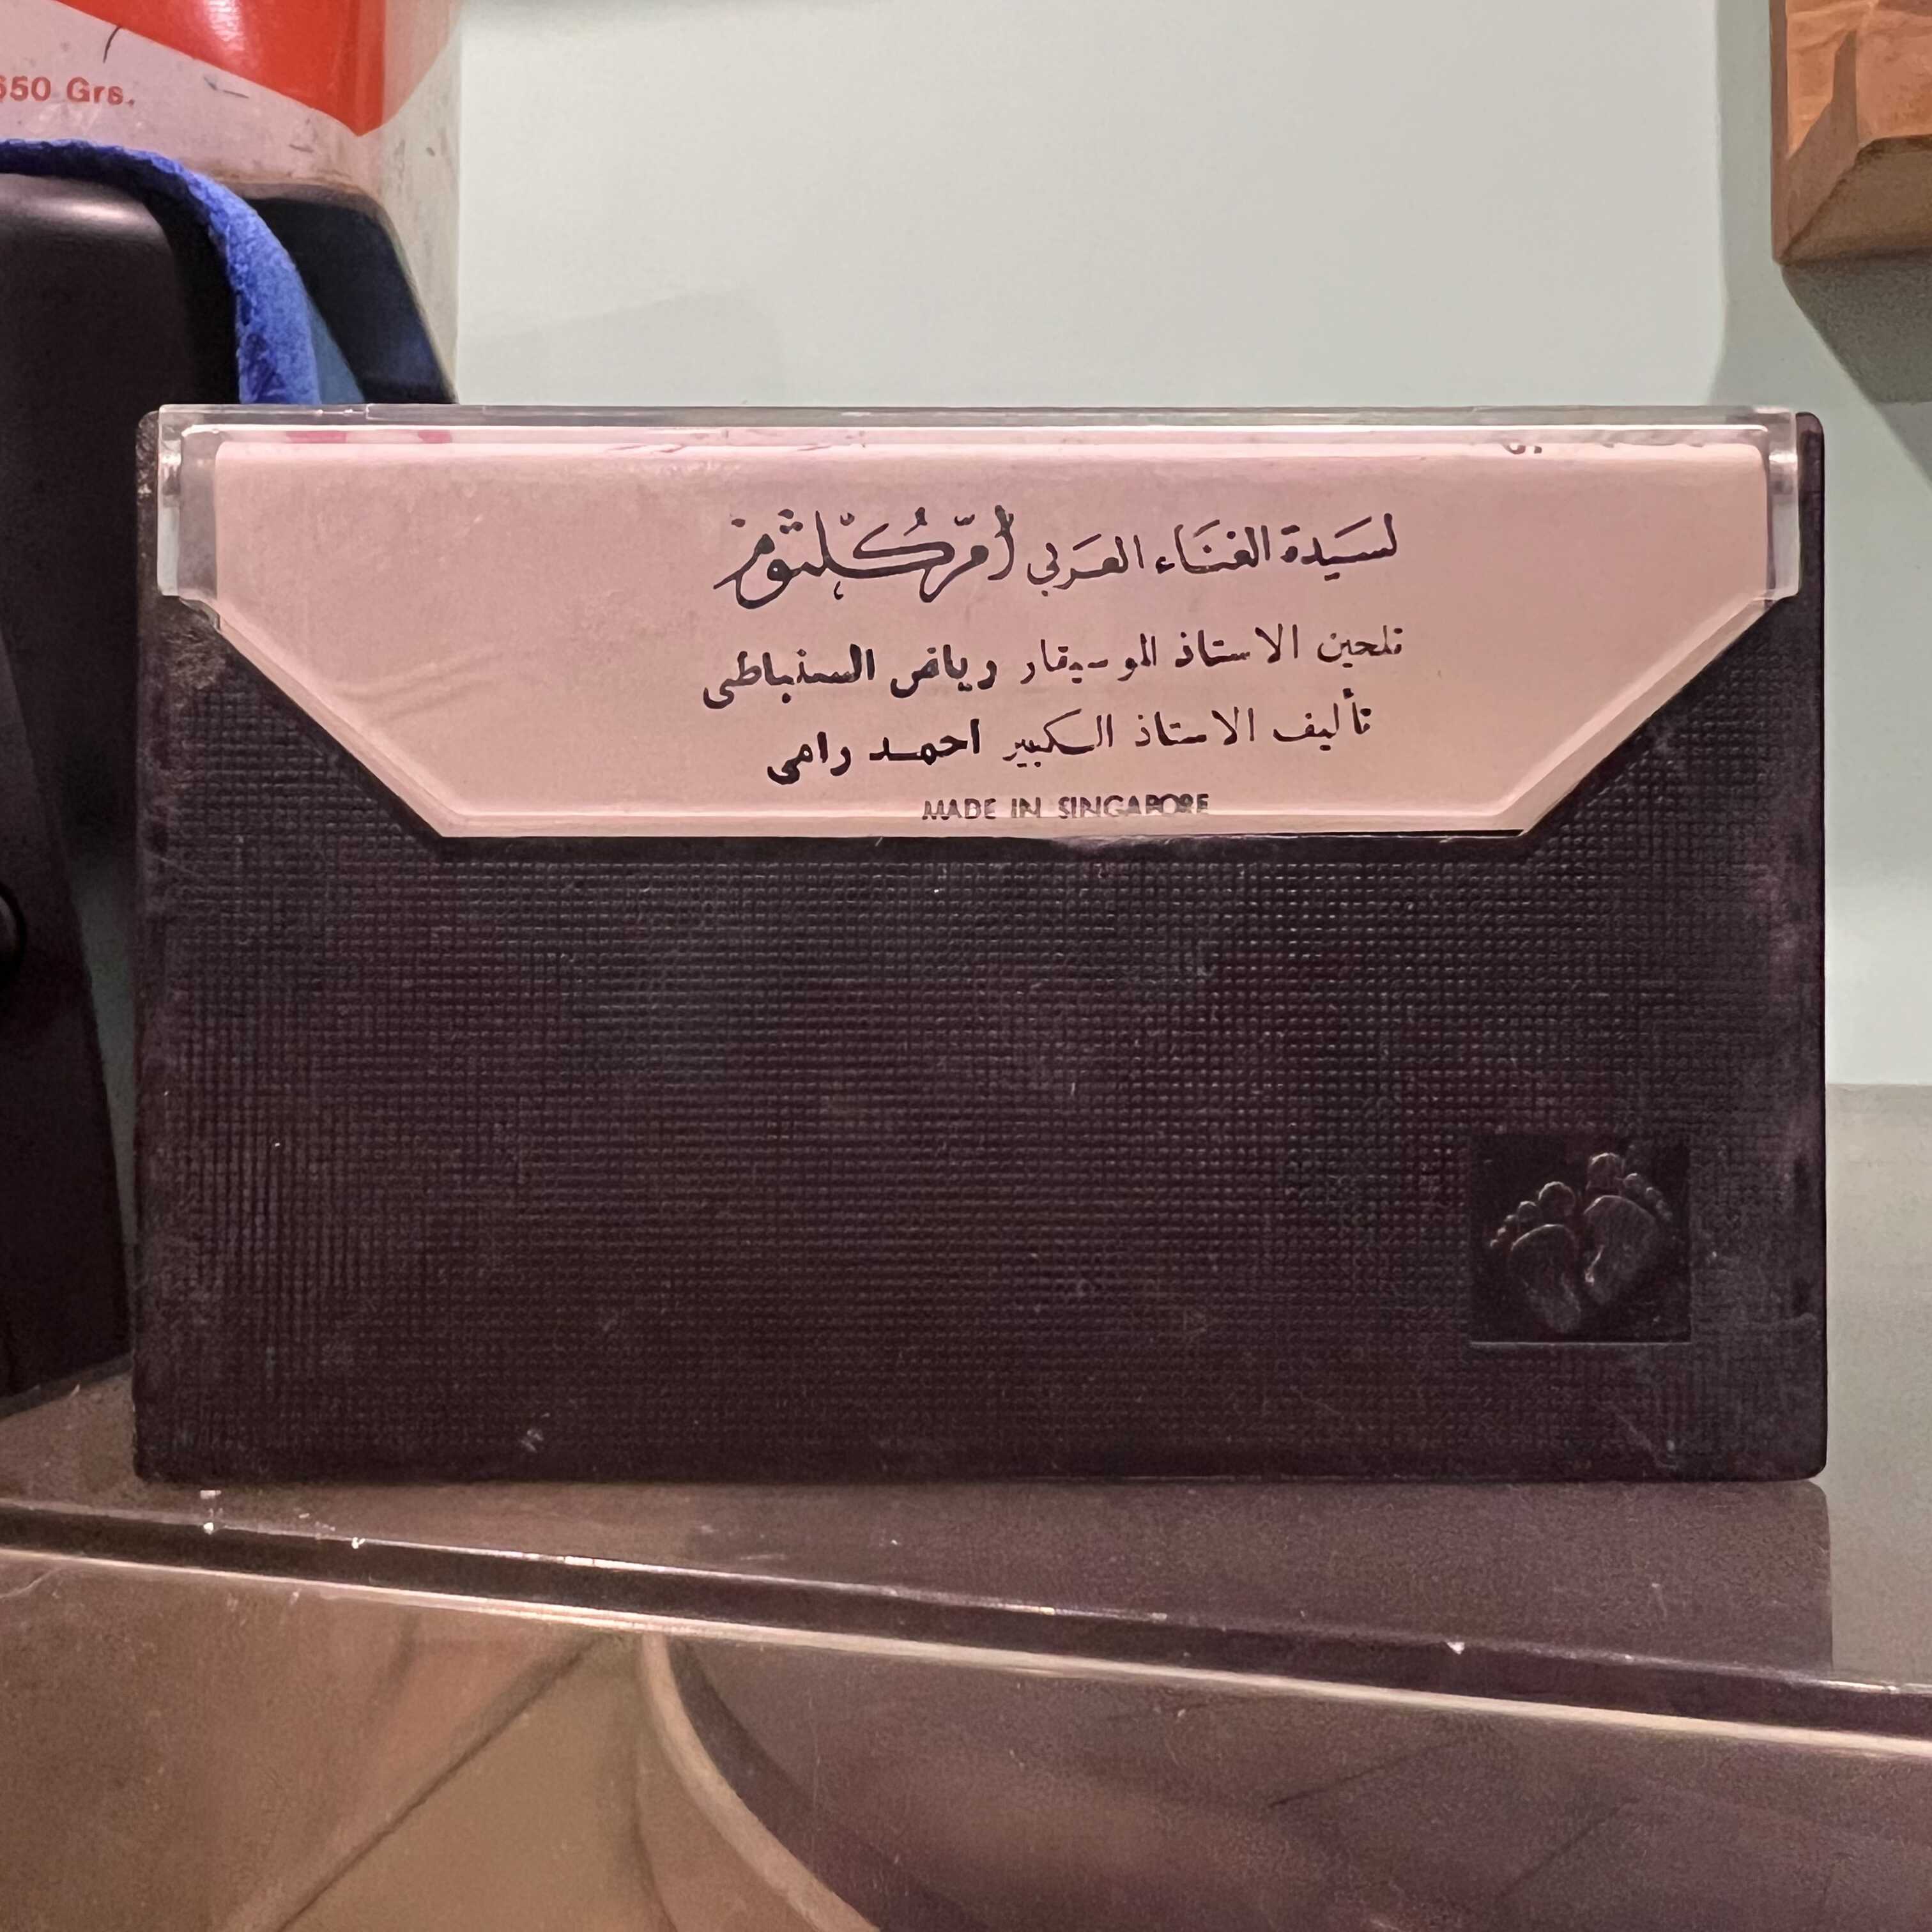 650 Grs.
لسيدة الغناء العربي أم كلثوم
تلحين الاستاذ الموسيقار رياض السنباطى
تأليف الاستاذ الكبير احمد رامى
MADE IN SINGAPORE